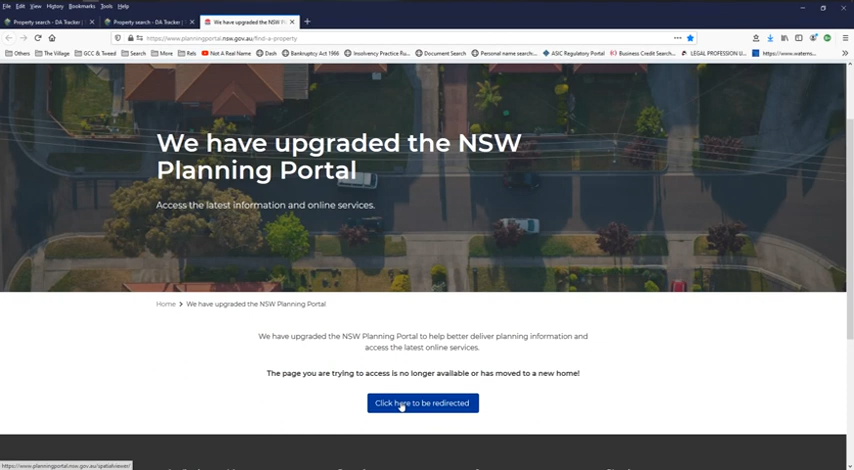 File Edit View History Bookmarks Tools Help
Property search - DA Tracker
Property search - DA Tracker
We have upgraded the NSW P
https://www.planningportal.nsw.gov.au/find-a-property
Others The Village GCC & Tweed Search More Rels Not A Real Name Dash Bankruptcy Act 1966 Insolvency Practice Ru... Document Search Personal name search... ASIC Regulatory Portal Business Credit Search... LEGAL PROFESSION U... https://www.waterns...
We have upgraded the NSW
Planning Portal
Access the latest information and online services.
Home > We have upgraded the NSW Planning Portal
We have upgraded the NSW Planning Portal to help better deliver planning information and
access the latest online services.
The page you are trying to access is no longer available or has moved to a new home!
Click here to be redirected
https://www.planningportal.nsw.gov.au/spatialviewer/